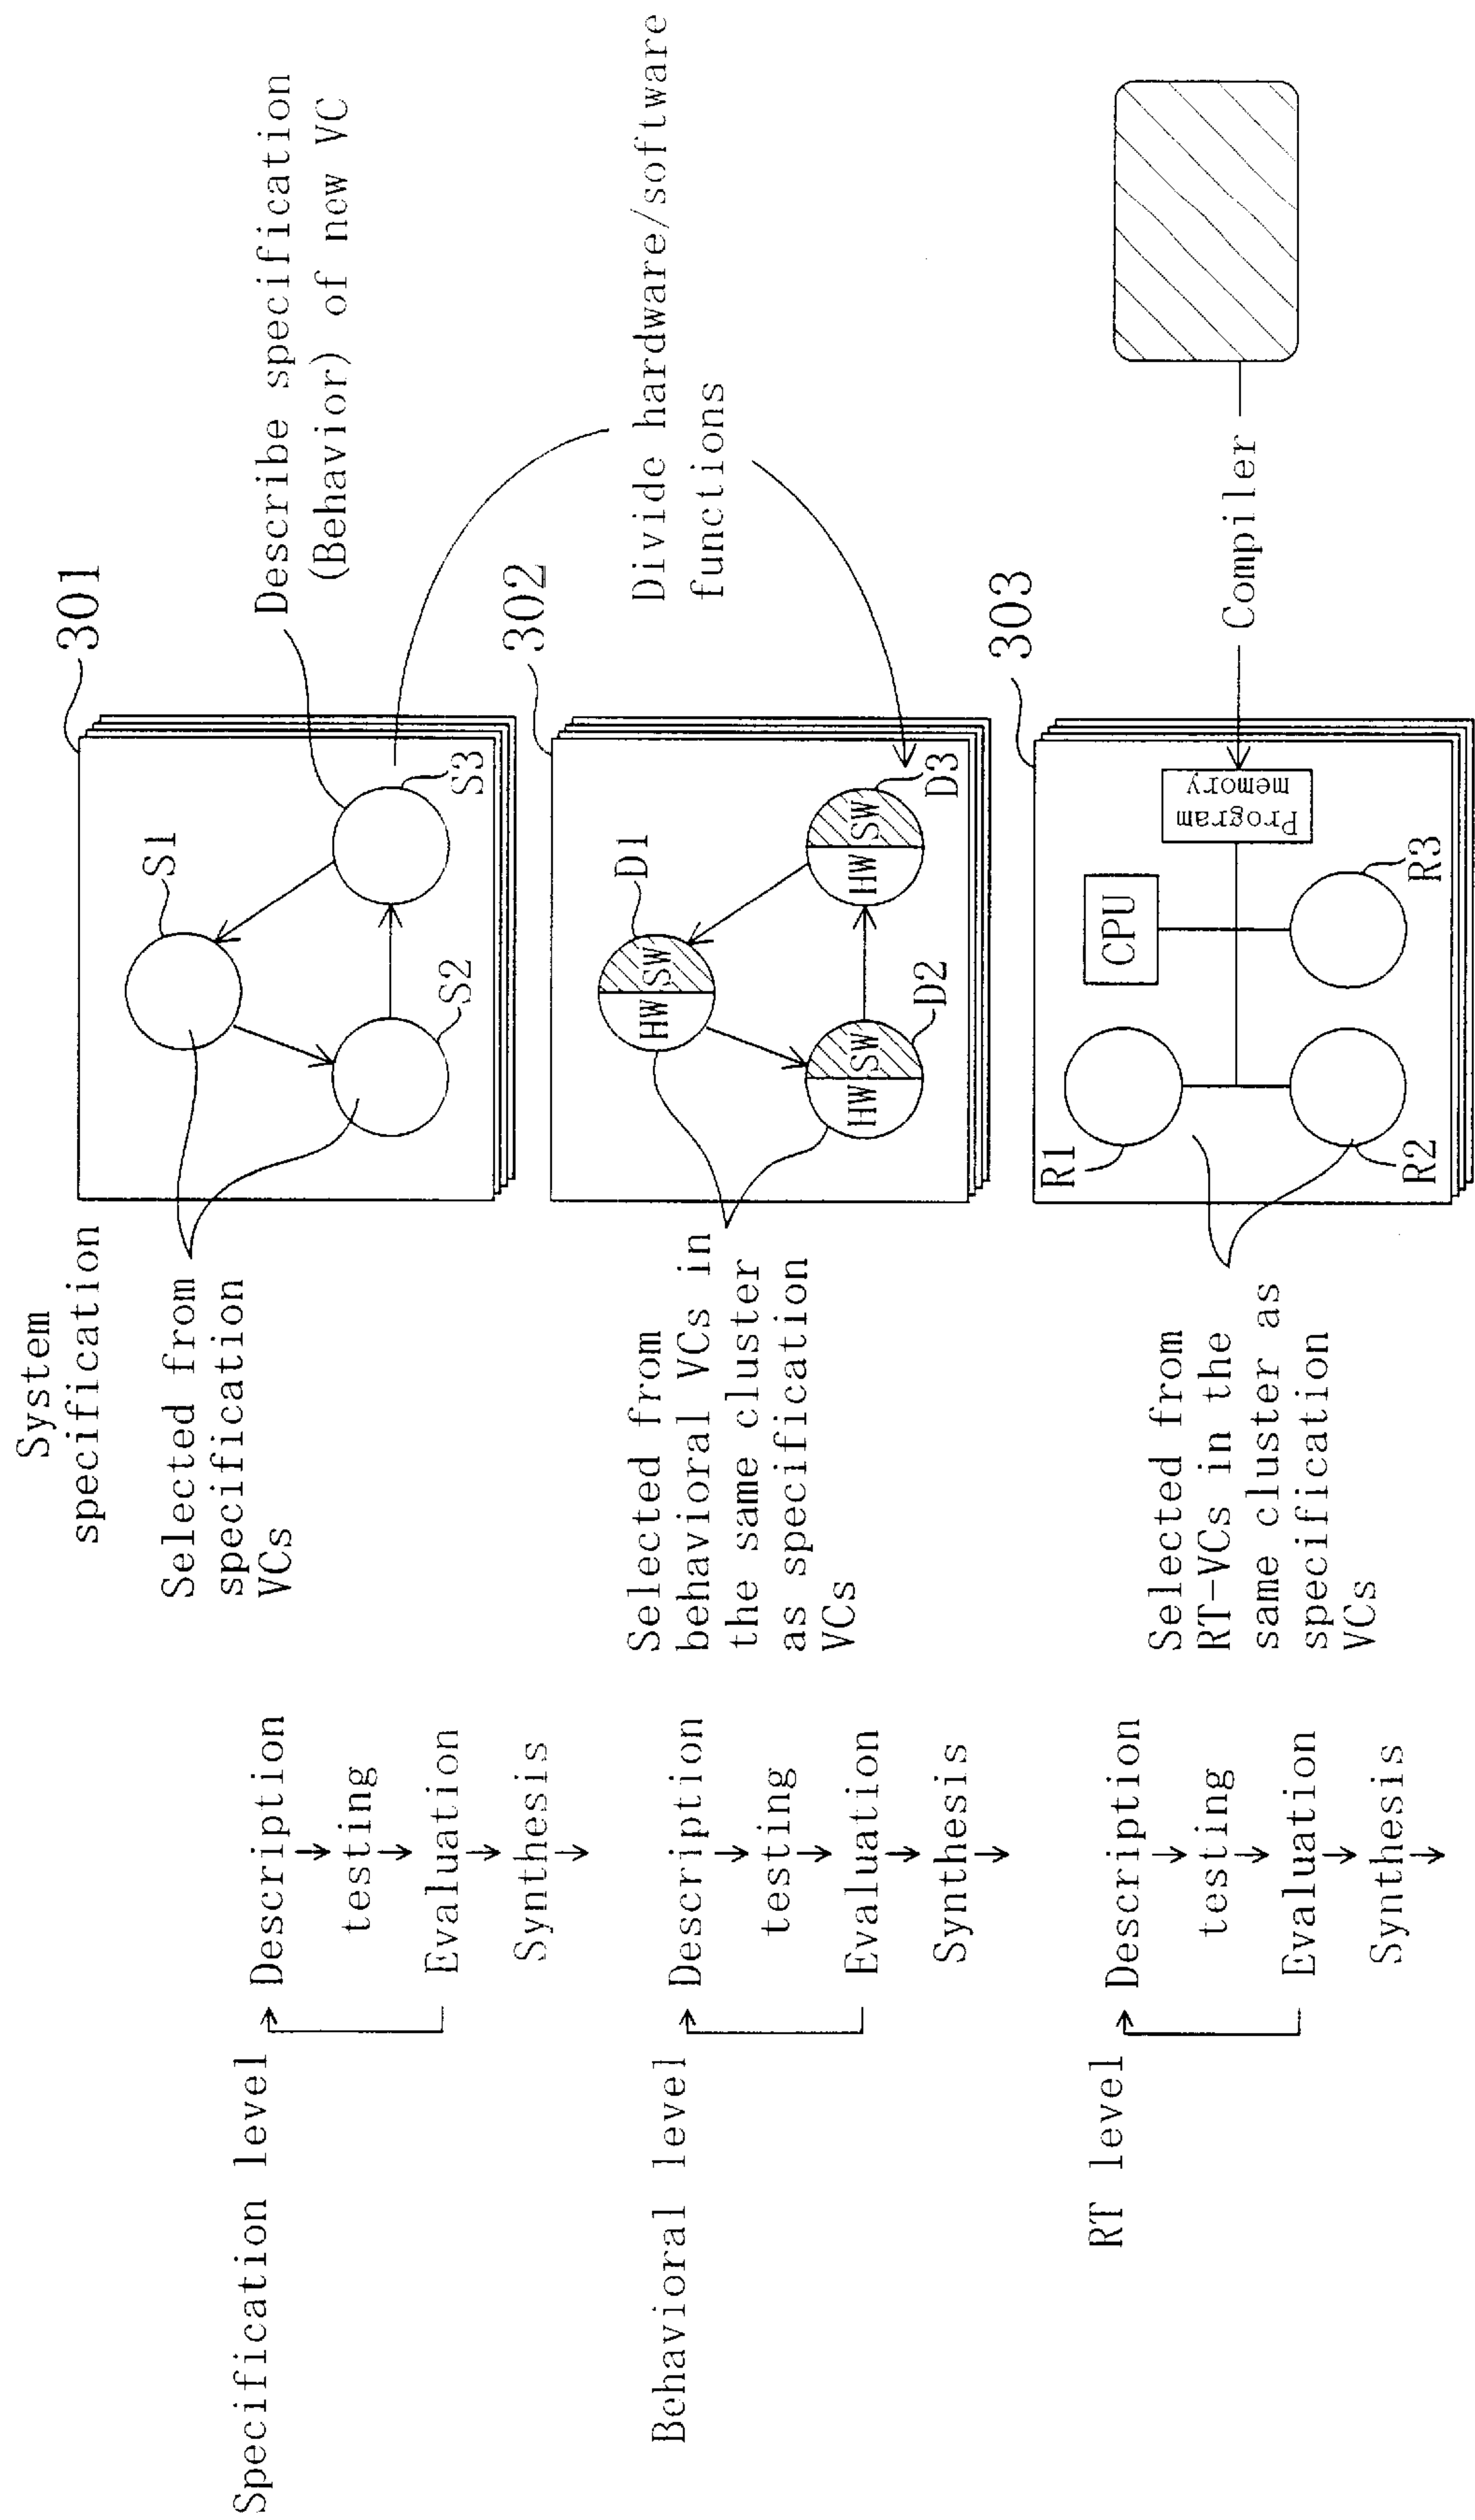 System
specification
Specification level
Description
testing
Evaluation
Synthesis
Selected from
specification
VCs
301
S1
S2
S3
Describe specification
(Behavior) of new VC
Behavioral level
Description
testing
Evaluation
Synthesis
Selected from
behavioral VCs in
the same cluster
as specification
VCs
302
D1
HW SW
D2
HW SW
D3
HW SW
Divide hardware/software
functions
RT level
Description
testing
Evaluation
Synthesis
Selected from
RT-VCs in the
same cluster as
specification
VCs
303
R1
R2
CPU
R3
Program
memory
Compiler